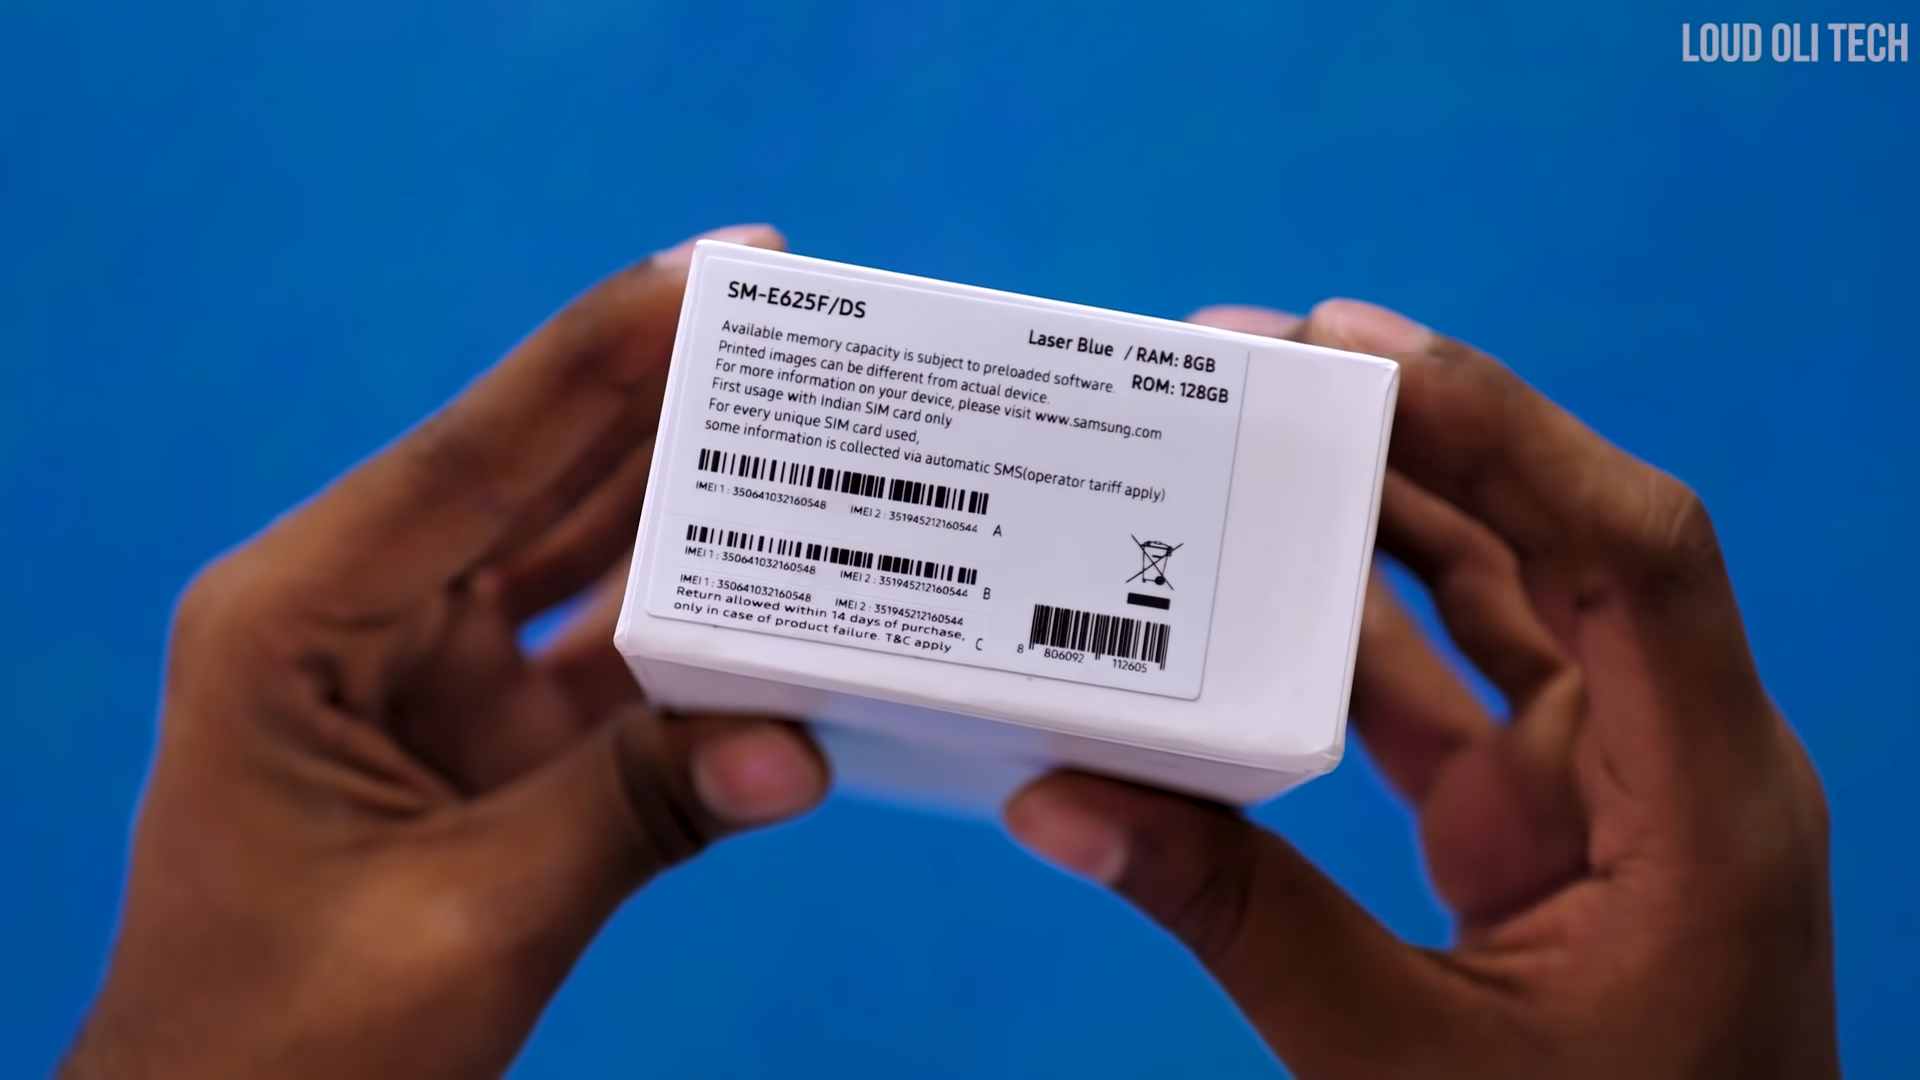 LOUD OLI TECH
SM-E625F/DS
Laser Blue / RAM: 8GB
ROM: 128GB
Available memory capacity is subject to preloaded software.
Printed images can be different from actual device.
For more information on your device, please visit www.samsung.com
First usage with Indian SIM card only
For every unique SIM card used,
some information is collected via automatic SMS(operator tariff apply)
IMEI 1 : 350641032160548 IMEI 2 : 351945212160544 A
IMEI 1 : 350641032160548 IMEI 2 : 351945212160544 B
IMEI 1 : 350641032160548 IMEI 2 : 351945212160544
Return allowed within 14 days of purchase,
only in case of product failure. T&C apply C
8 806092 112605